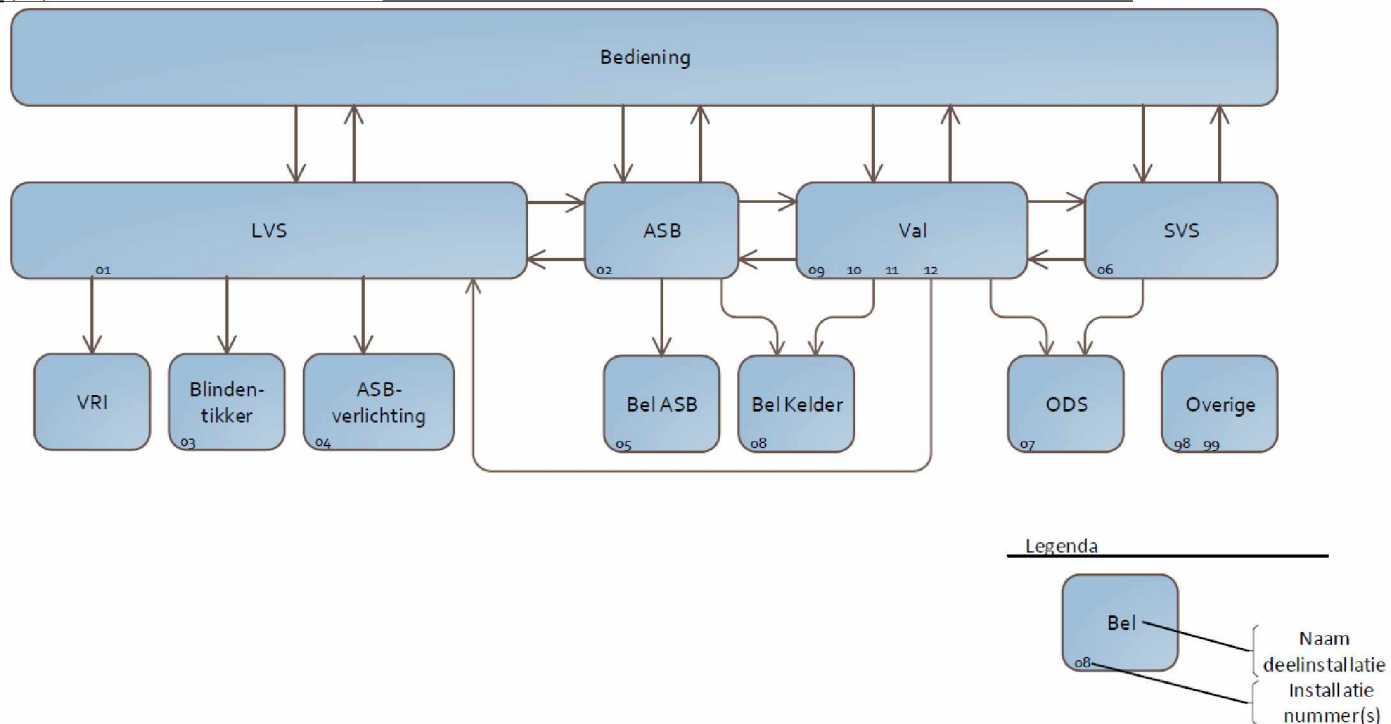 Bediening
LVS
01
ASB
02
Val
09 10 11 12
SVS
06
VRI
Blinden-
tikker
03
ASB-
verlichting
04
Bel ASB
05
Bel Kelder
08
ODS
07
Overige
98 99
Legenda
Bel
08
Naam
deelinstallatie
Installatie
nummer(s)